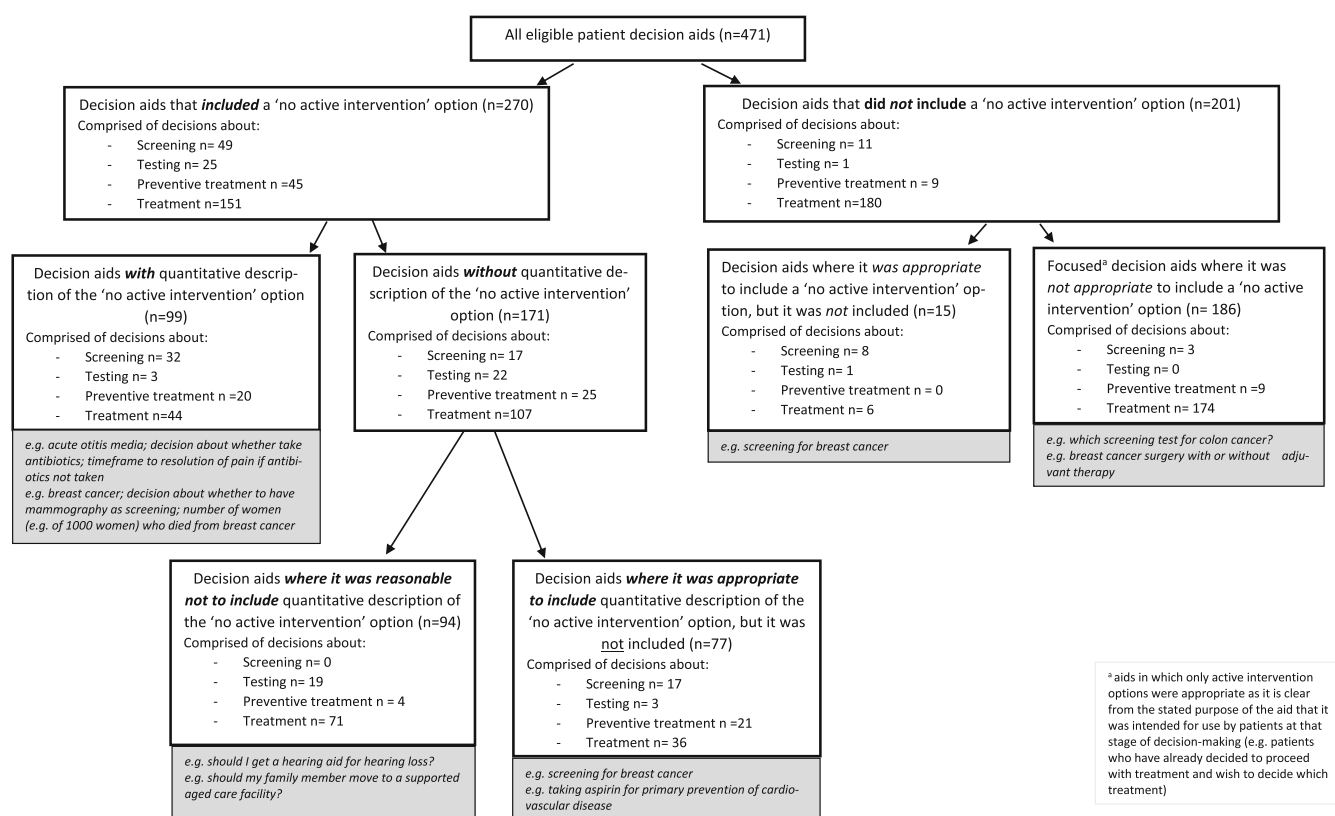 All eligible patient decision aids (n=471)
Decision aids that included a ‘no active intervention’ option (n=270)
Comprised of decisions about:
- Screening n= 49
- Testing n= 25
- Preventive treatment n =45
- Treatment n=151
Decision aids that did not include a ‘no active intervention’ option (n=201)
Comprised of decisions about:
- Screening n= 11
- Testing n= 1
- Preventive treatment n = 9
- Treatment n=180
Decision aids with quantitative descrip-
tion of the ‘no active intervention’ option
(n=99)
Comprised of decisions about:
- Screening n= 32
- Testing n= 3
- Preventive treatment n =20
- Treatment n=44
e.g. acute otitis media; decision about whether take
antibiotics; timeframe to resolution of pain if antibi-
otics not taken
e.g. breast cancer; decision about whether to have
mammography as screening; number of women
(e.g. of 1000 women) who died from breast cancer
Decision aids without quantitative de-
scription of the ‘no active intervention’
option (n=171)
Comprised of decisions about:
- Screening n= 17
- Testing n= 22
- Preventive treatment n = 25
- Treatment n=107
Decision aids where it was appropriate
to include a ‘no active intervention’ op-
tion, but it was not included (n=15)
Comprised of decisions about:
- Screening n= 8
- Testing n= 1
- Preventive treatment n = 0
- Treatment n= 6
e.g. screening for breast cancer
Focusedᵃ decision aids where it was
not appropriate to include a ‘no active
intervention’ option (n= 186)
Comprised of decisions about:
- Screening n= 3
- Testing n= 0
- Preventive treatment n =9
- Treatment n= 174
e.g. which screening test for colon cancer?
e.g. breast cancer surgery with or without adju-
vant therapy
Decision aids where it was reasonable
not to include quantitative description of
the ‘no active intervention’ option (n=94)
Comprised of decisions about:
- Screening n= 0
- Testing n= 19
- Preventive treatment n = 4
- Treatment n= 71
e.g. should I get a hearing aid for hearing loss?
e.g. should my family member move to a supported
aged care facility?
Decision aids where it was appropriate
to include quantitative description of the
‘no active intervention’ option, but it was
not included (n=77)
Comprised of decisions about:
- Screening n= 17
- Testing n= 3
- Preventive treatment n =21
- Treatment n= 36
e.g. screening for breast cancer
e.g. taking aspirin for primary prevention of cardio-
vascular disease
ᵃ aids in which only active intervention
options were appropriate as it is clear
from the stated purpose of the aid that it
was intended for use by patients at that
stage of decision-making (e.g. patients
who have already decided to proceed
with treatment and wish to decide which
treatment)